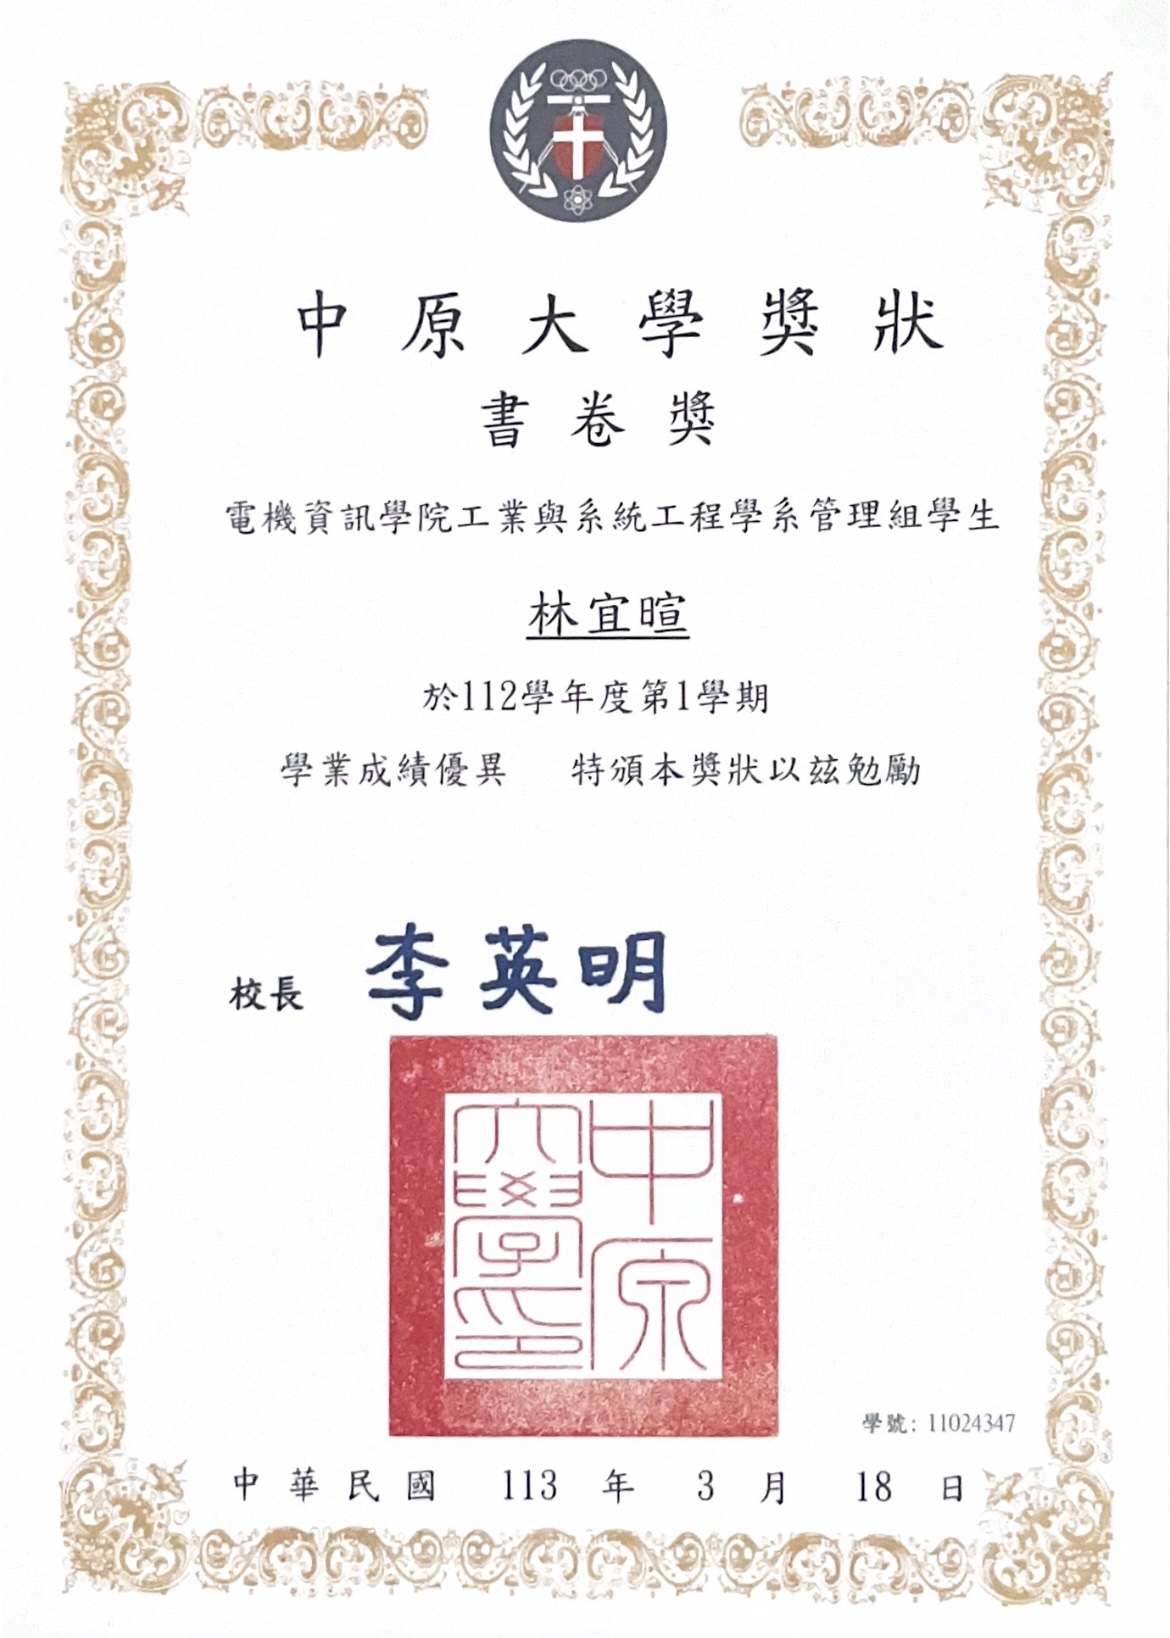 中原大學獎狀
書卷獎
電機資訊學院工業與系統工程學系管理組學生
林宜暄
於112學年度第1學期
學業成績優異 特頒本獎狀以茲勉勵
校長 李英明
中原大學印
學號：11024347
中華民國 113 年 3 月 18 日